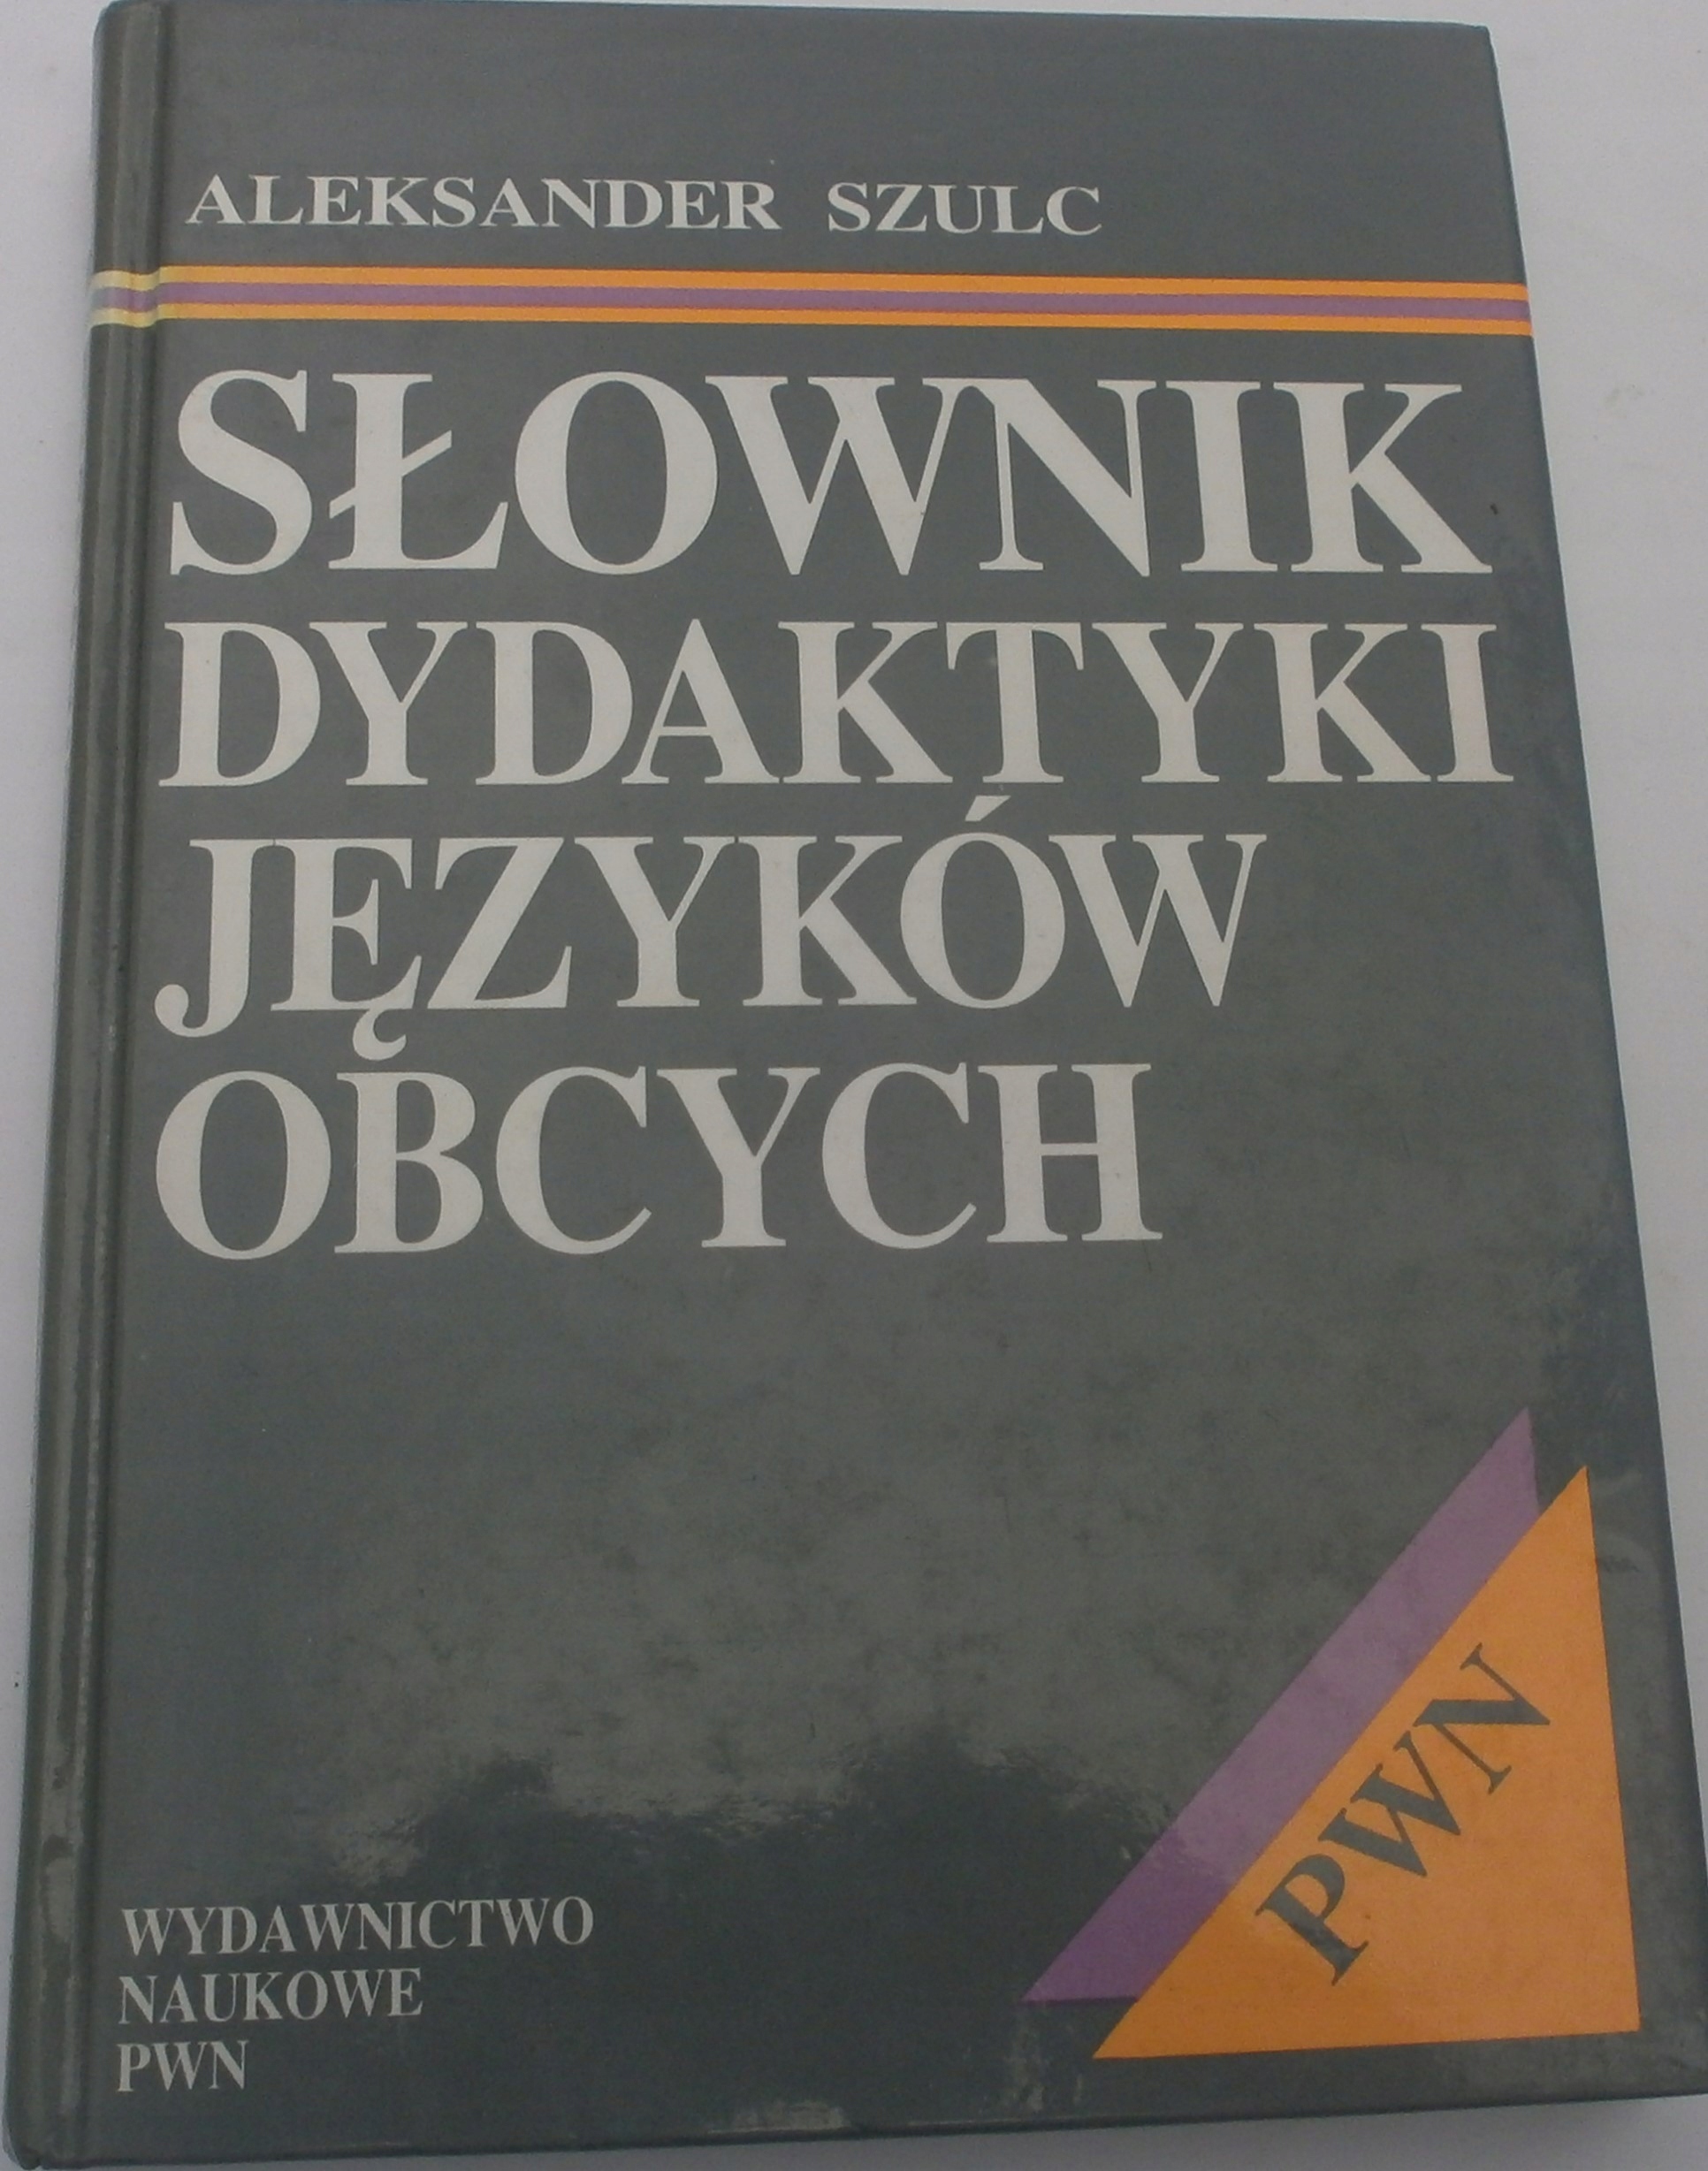 ALEKSANDER SZULC
SŁOWNIK
DYDAKTYKI
JĘZYKÓW
OBCYCH
PWN
WYDAWNICTWO
NAUKOWE
PWN